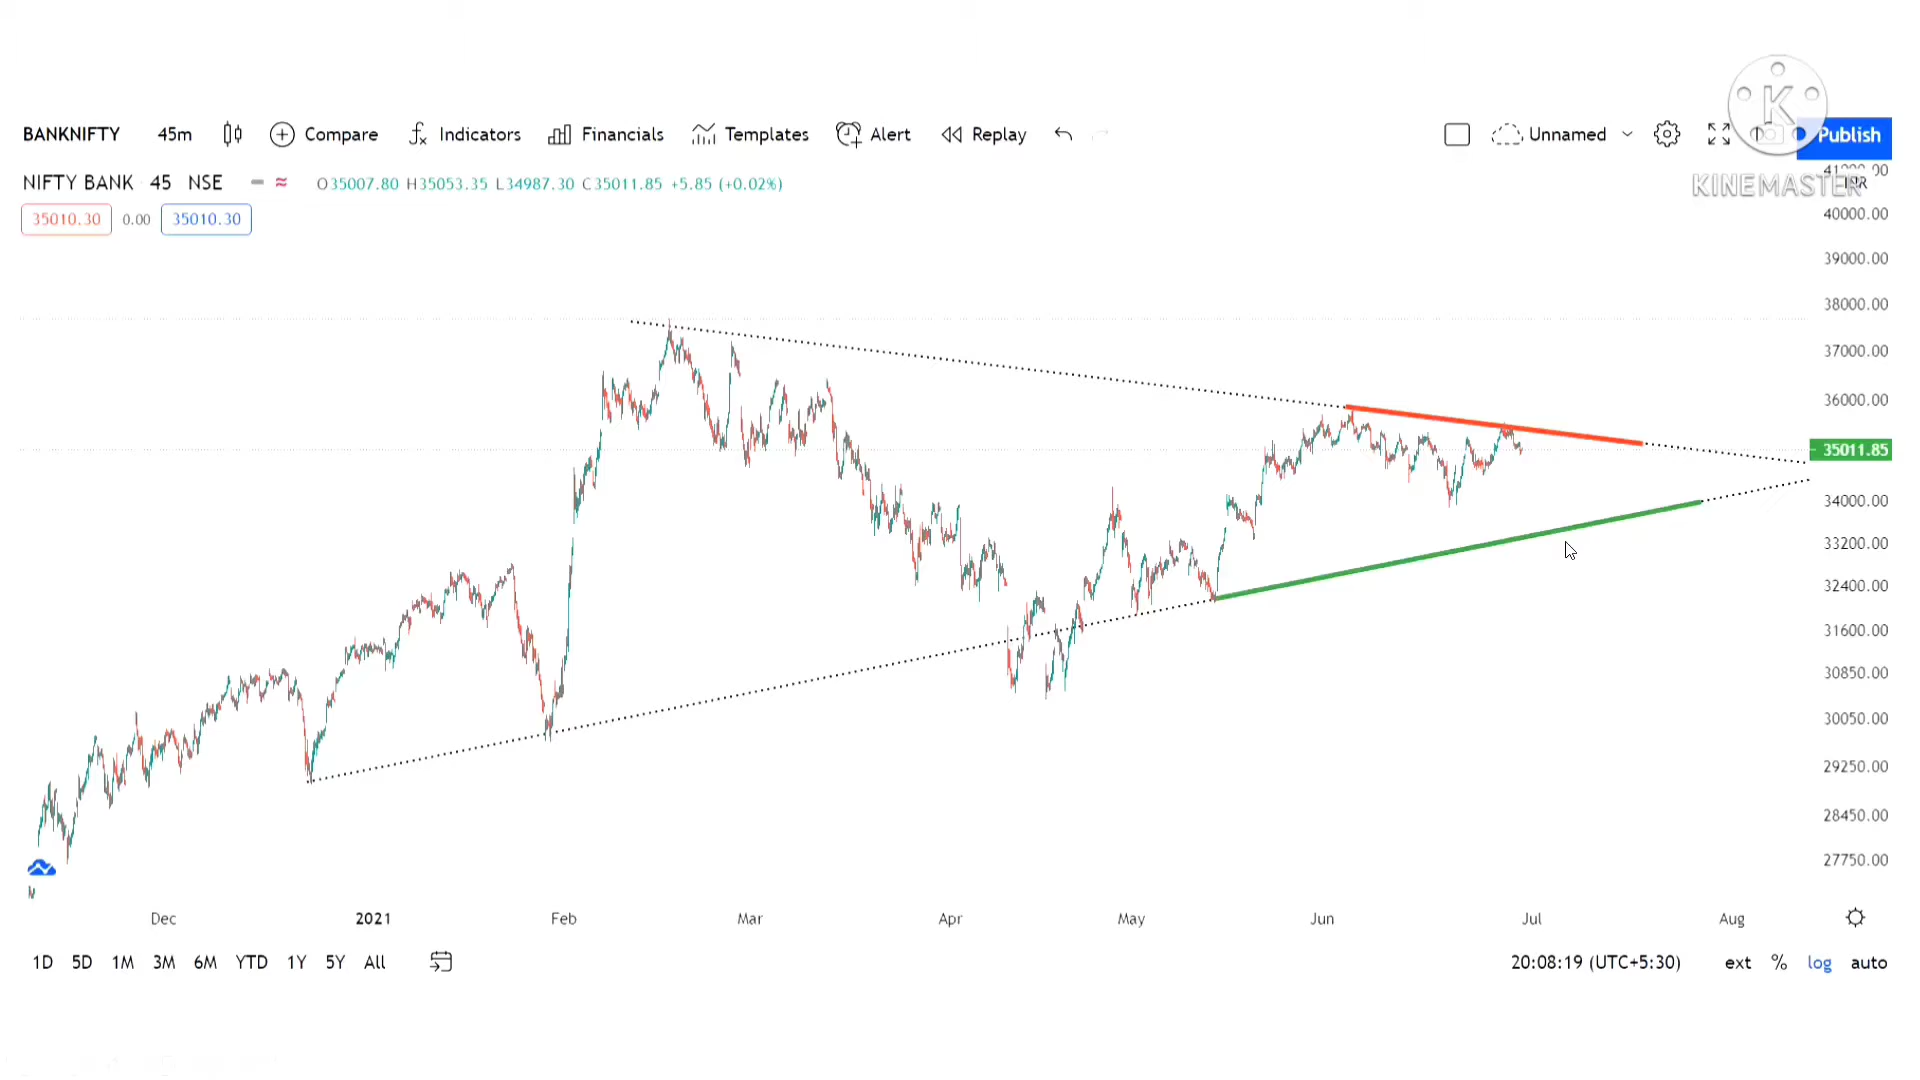 BANKNIFTY 45m Compare Indicators Financials Templates Alert Replay Unnamed Publish
K
KINEMASTER
NIFTY BANK 45 NSE O35007.80 H35053.35 L34987.30 C35011.85 +5.85 (+0.02%)
35010.30 0.00 35010.30
40000.00
39000.00
38000.00
37000.00
36000.00
35011.85
34000.00
33200.00
32400.00
31600.00
30850.00
30050.00
29250.00
28450.00
27750.00
Dec 2021 Feb Mar Apr May Jun Jul Aug
1D 5D 1M 3M 6M YTD 1Y 5Y All 20:08:19 (UTC+5:30) ext % log auto